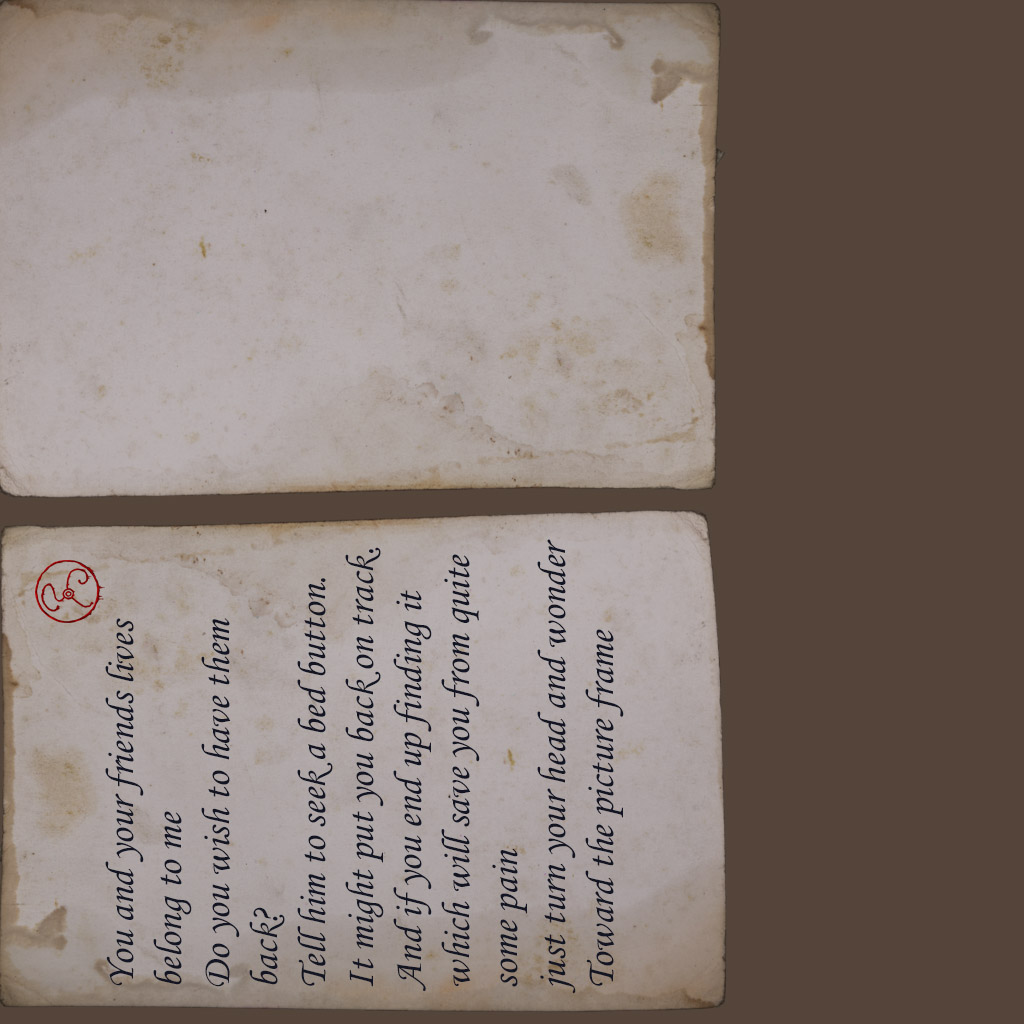 You and your friends lives
belong to me
Do you wish to have them
back?
Tell him to seek a bed button.
It might put you back on track.
And if you end up finding it
which will save you from quite
some pain
just turn your head and wonder
Toward the picture frame